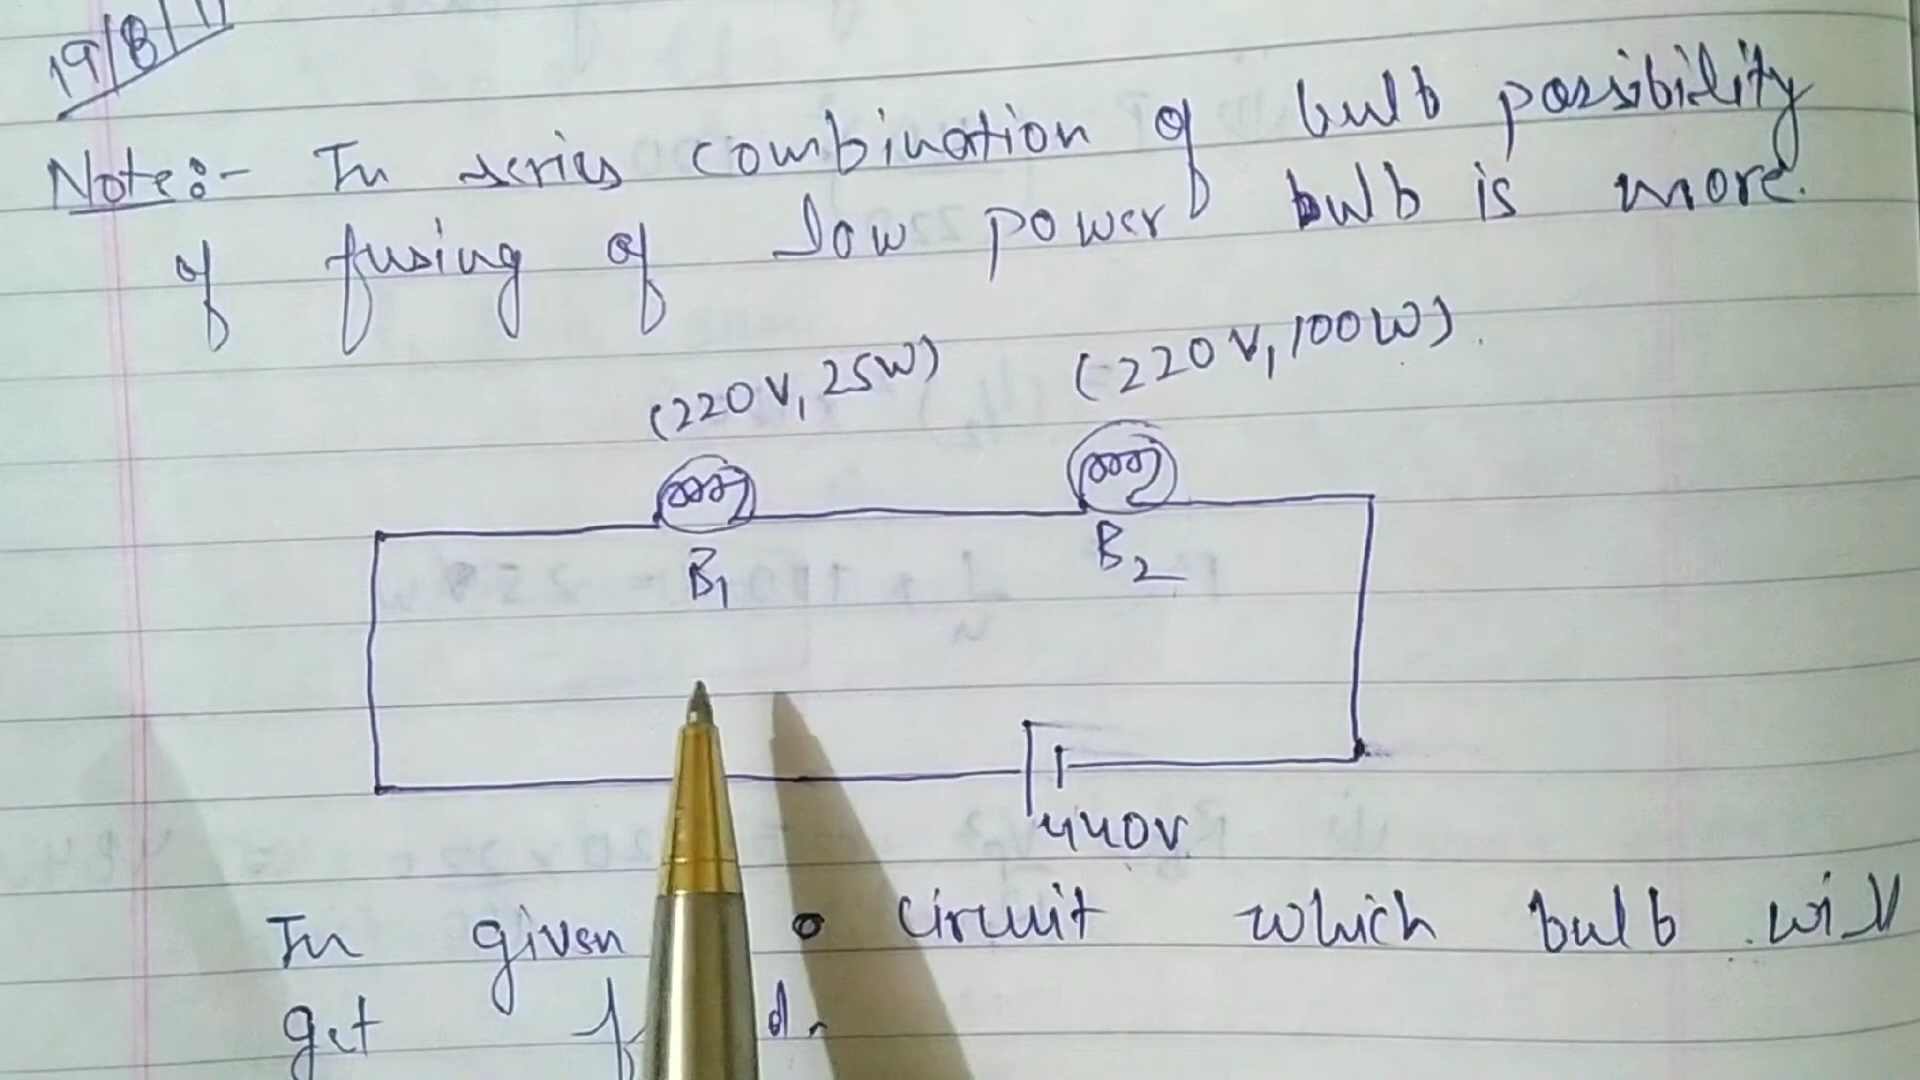 19/8/11
Note:- In series combination of bulb possibility
of fusing of low power bulb is more.
(220V, 25W) (220V, 100W).
B1 B2
440V
In given circuit which bulb will
get